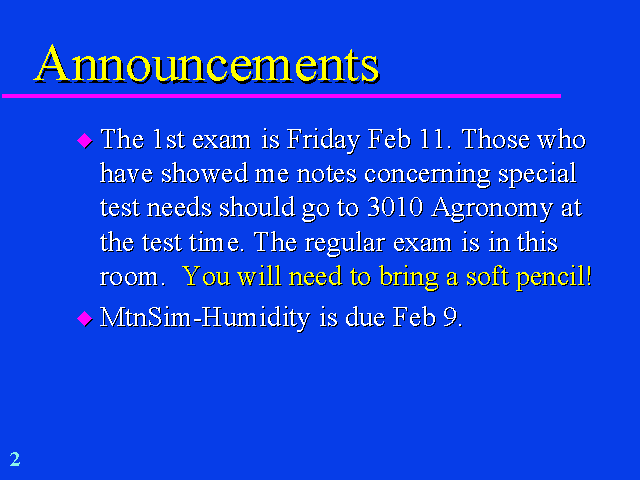 Announcements
The 1st exam is Friday Feb 11. Those who
have showed me notes concerning special
test needs should go to 3010 Agronomy at
the test time. The regular exam is in this
room.  You will need to bring a soft pencil!
MtnSim-Humidity is due Feb 9.
2